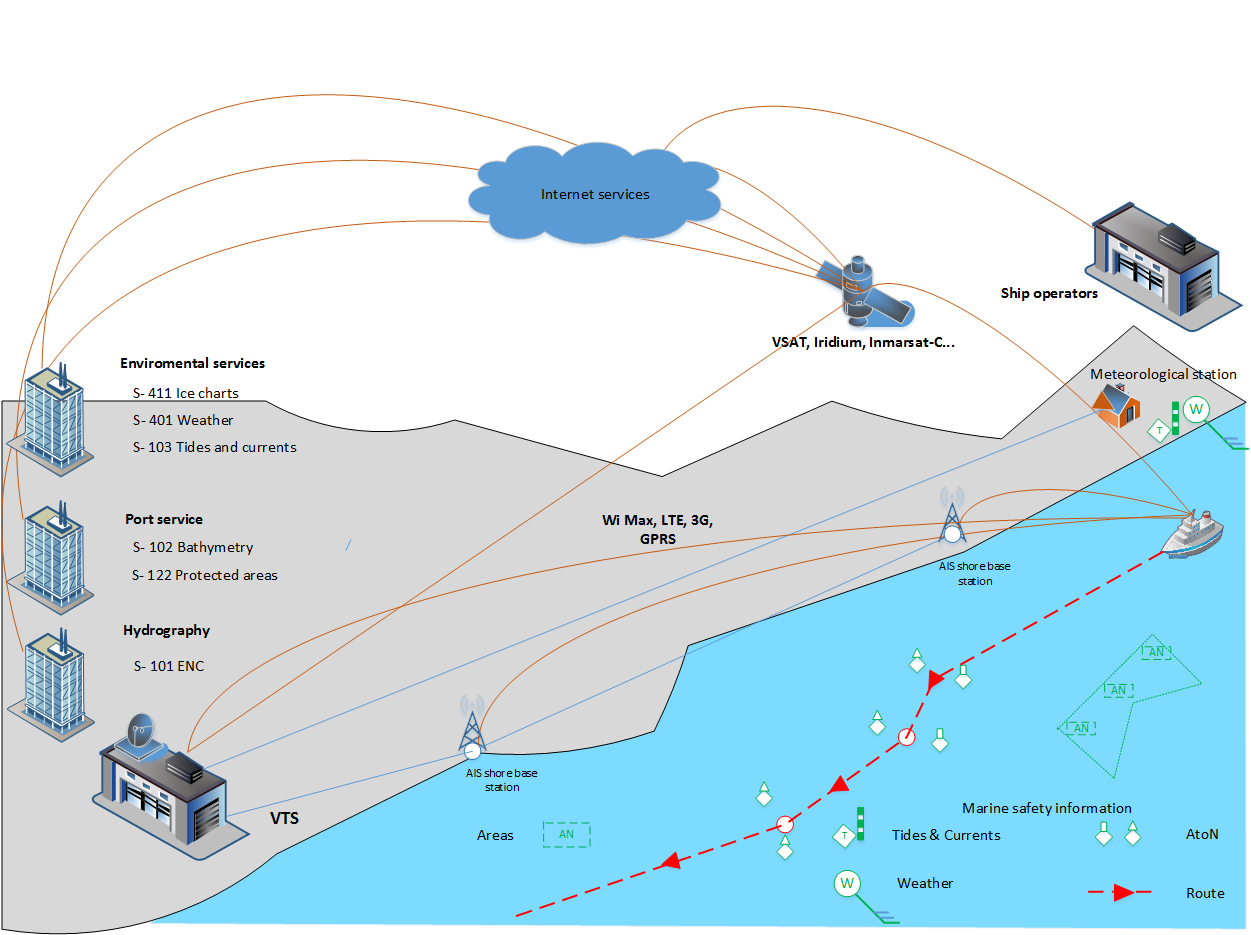 Internet services
Ship operators
VSAT, Iridium, Inmarsat-C...
Enviromental services
S- 411 Ice charts
S- 401 Weather
S- 103 Tides and currents
Meteorological station
W
T
Port service
S- 102 Bathymetry
S- 122 Protected areas
Wi Max, LTE, 3G,
GPRS
AIS shore base
station
Hydrography
S- 101 ENC
AN
AN
AN
AIS shore base
station
VTS
Marine safety information
Areas
AN
T
Tides & Currents
AtoN
W
Weather
Route